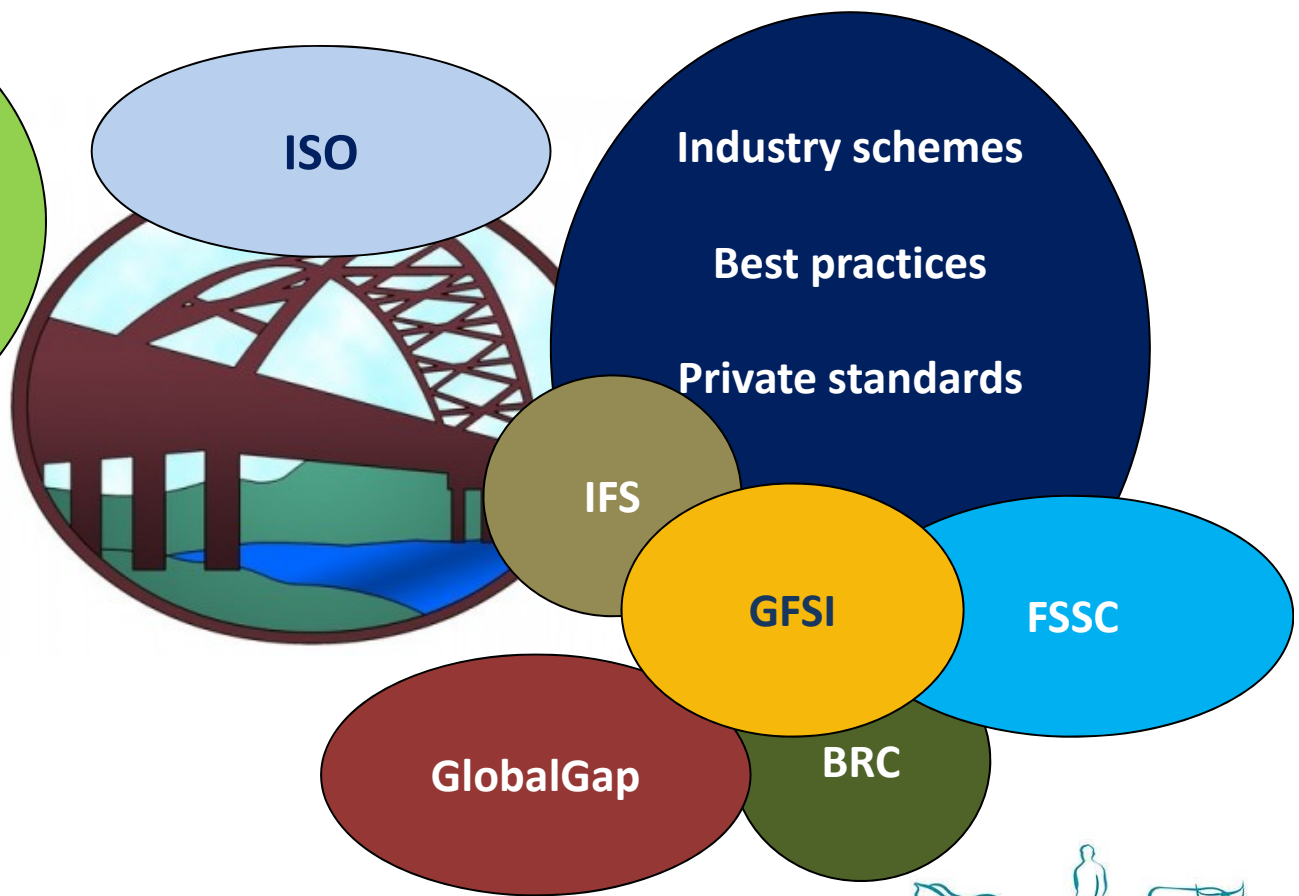 ISO
Industry schemes
Best practices
Private standards
IFS
GFSI
FSSC
GlobalGap
BRC